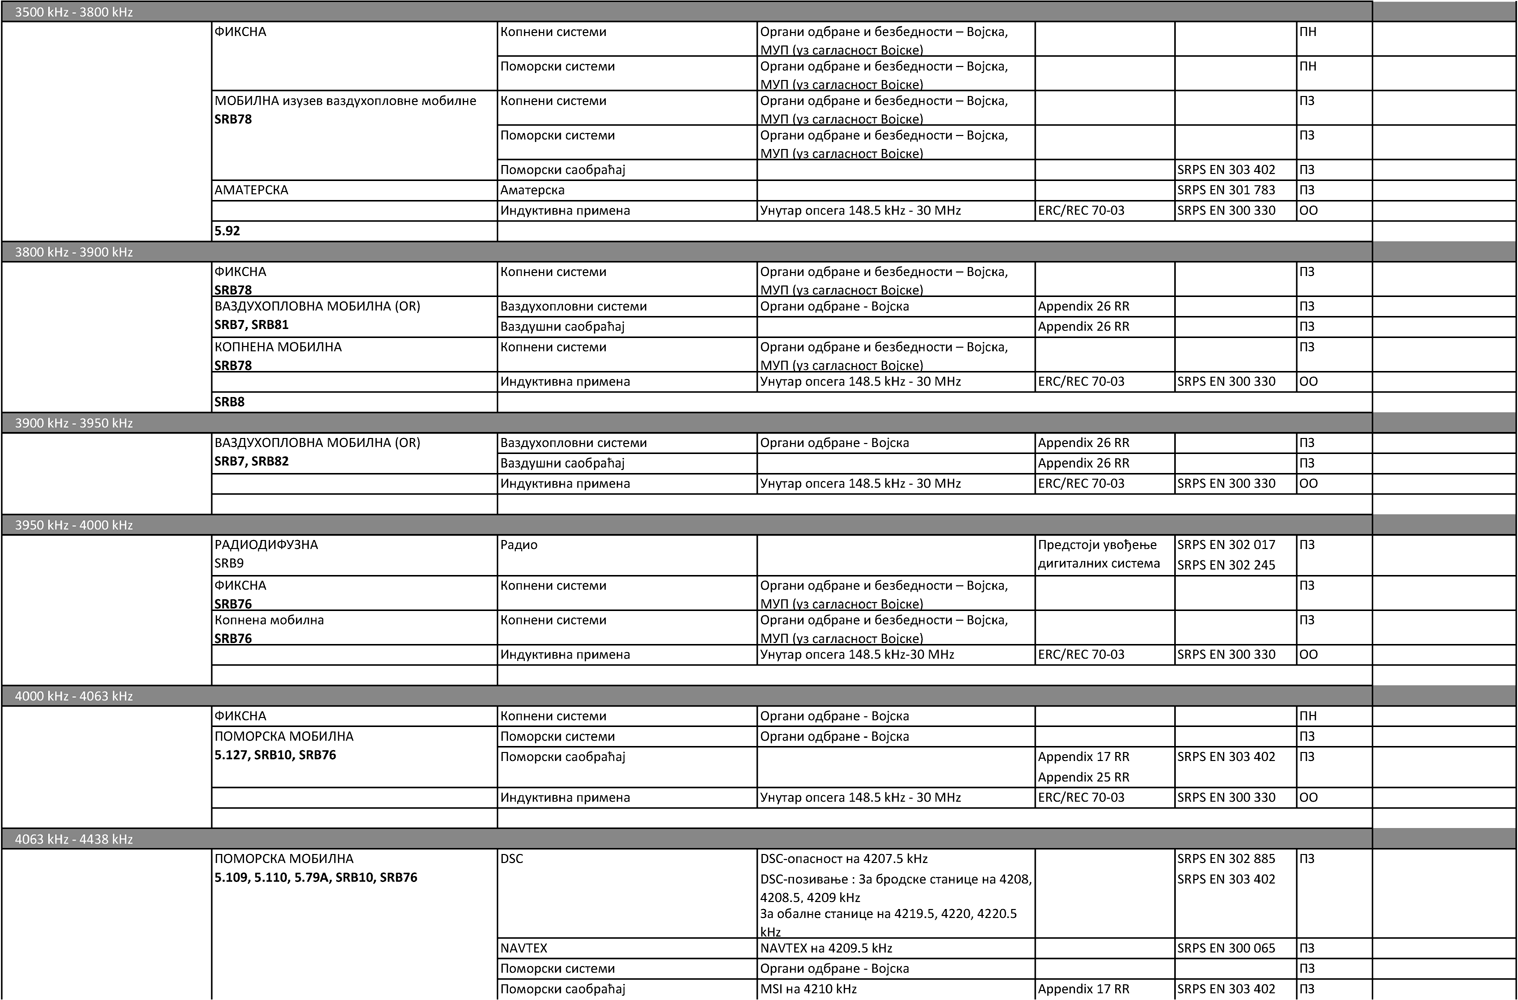 3500 kHz - 3800 kHz
ФИКСНА Копнени системи Органи одбране и безбедности – Војска, ПН
МУП (уз сагласност Војске)
Поморски системи Органи одбране и безбедности – Војска, ПН
МУП (уз сагласност Војске)
МОБИЛНА изузев ваздухопловне мобилне Копнени системи Органи одбране и безбедности – Војска, ПЗ
SRB78 МУП (уз сагласност Војске)
Поморски системи Органи одбране и безбедности – Војска, ПЗ
МУП (уз сагласност Војске)
Поморски саобраћај SRPS EN 303 402 ПЗ
АМАТЕРСКА Аматерска SRPS EN 301 783 ПЗ
Индуктивна примена Унутар опсега 148.5 kHz - 30 MHz ERC/REC 70-03 SRPS EN 300 330 ОО
5.92
3800 kHz - 3900 kHz
ФИКСНА Копнени системи Органи одбране и безбедности – Војска, ПЗ
SRB78 МУП (уз сагласност Војске)
ВАЗДУХОПЛОВНА МОБИЛНА (OR) Ваздухопловни системи Органи одбране - Војска Appendix 26 RR ПЗ
SRB7, SRB81 Ваздушни саобраћај Appendix 26 RR ПЗ
КОПНЕНА МОБИЛНА Копнени системи Органи одбране и безбедности – Војска, ПЗ
SRB78 МУП (уз сагласност Војске)
Индуктивна примена Унутар опсега 148.5 kHz - 30 MHz ERC/REC 70-03 SRPS EN 300 330 ОО
SRB8
3900 kHz - 3950 kHz
ВАЗДУХОПЛОВНА МОБИЛНА (OR) Ваздухопловни системи Органи одбране - Војска Appendix 26 RR ПЗ
SRB7, SRB82 Ваздушни саобраћај Appendix 26 RR ПЗ
Индуктивна примена Унутар опсега 148.5 kHz - 30 MHz ERC/REC 70-03 SRPS EN 300 330 ОО
3950 kHz - 4000 kHz
РАДИОДИФУЗНА Радио Предстоји увођење SRPS EN 302 017 ПЗ
SRB9 дигиталних система SRPS EN 302 245
ФИКСНА Копнени системи Органи одбране и безбедности – Војска, ПЗ
SRB76 МУП (уз сагласност Војске)
Копнена мобилна Копнени системи Органи одбране и безбедности – Војска, ПЗ
SRB76 МУП (уз сагласност Војске)
Индуктивна примена Унутар опсега 148.5 kHz-30 MHz ERC/REC 70-03 SRPS EN 300 330 ОО
4000 kHz - 4063 kHz
ФИКСНА Копнени системи Органи одбране - Војска ПН
ПОМОРСКА МОБИЛНА Поморски системи Органи одбране - Војска ПЗ
5.127, SRB10, SRB76 Поморски саобраћај Appendix 17 RR SRPS EN 303 402 ПЗ
Appendix 25 RR
Индуктивна примена Унутар опсега 148.5 kHz - 30 MHz ERC/REC 70-03 SRPS EN 300 330 ОО
4063 kHz - 4438 kHz
ПОМОРСКА МОБИЛНА DSC DSC-опасност на 4207.5 kHz SRPS EN 302 885 ПЗ
5.109, 5.110, 5.79A, SRB10, SRB76 DSC-позивање : За бродске станице на 4208, SRPS EN 303 402
4208.5, 4209 kHz
За обалне станице на 4219.5, 4220, 4220.5
kHz
NAVTEX NAVTEX на 4209.5 kHz SRPS EN 300 065 ПЗ
Поморски системи Органи одбране - Војска ПЗ
Поморски саобраћај MSI на 4210 kHz Appendix 17 RR SRPS EN 303 402 ПЗ